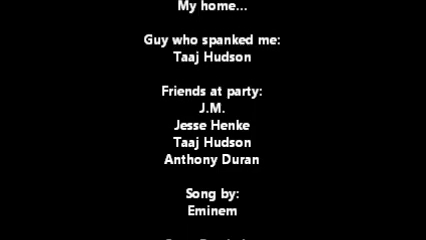 My home...
Guy who spanked me:
Taaj Hudson
Friends at party:
J.M.
Jesse Henke
Taaj Hudson
Anthony Duran
Song by:
Eminem